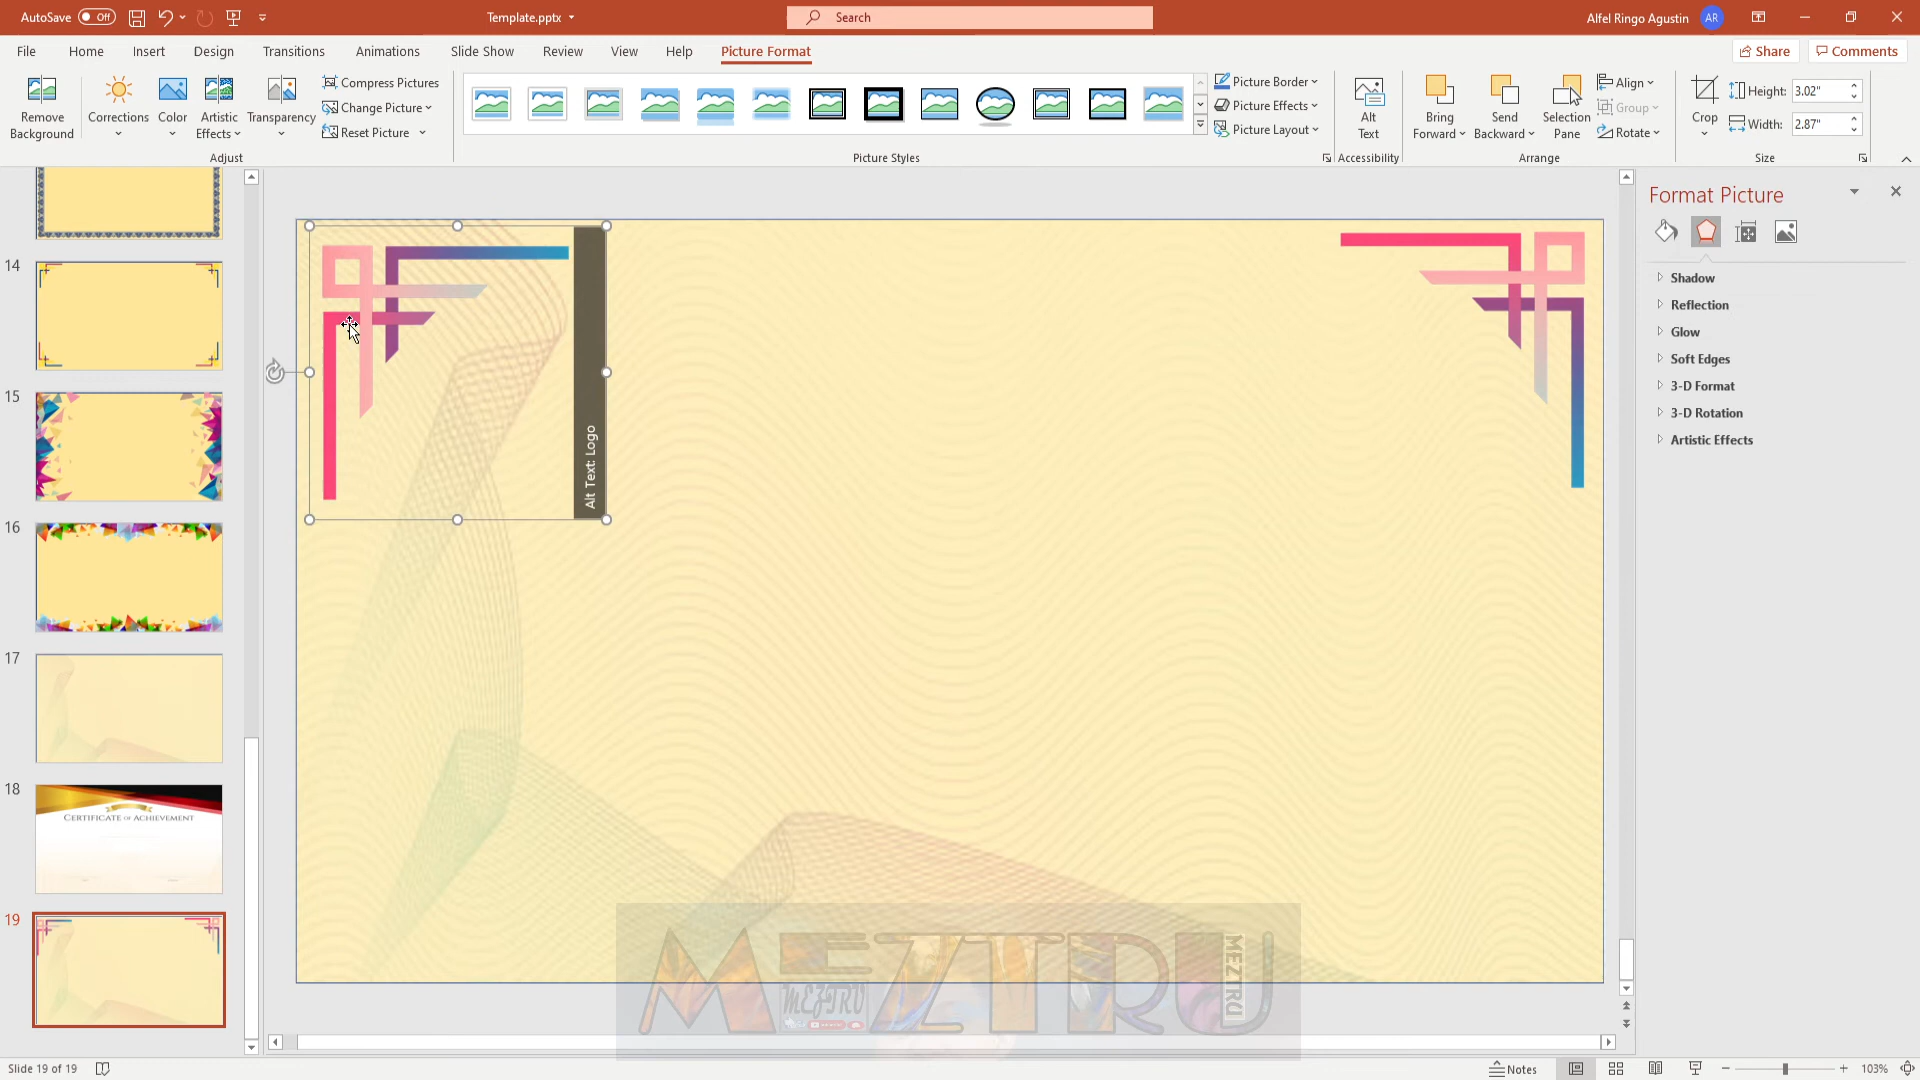 AutoSave
Off
Template.pptx
Search
Alfel Ringo Agustin
AR
File
Home
Insert
Design
Transitions
Animations
Slide Show
Review
View
Help
Picture Format
Share
Comments
Remove Background
Corrections
Color
Artistic Effects
Transparency
Compress Pictures
Change Picture
Reset Picture
Picture Border
Picture Effects
Picture Layout
Alt Text
Bring Forward
Send Backward
Selection Pane
Align
Group
Rotate
Crop
Height:
3.02"
Width:
2.87"
Adjust
Picture Styles
Accessibility
Arrange
Size
14
15
16
17
18
CERTIFICATE OF ACHIEVEMENT
19
Alt Text: Logo
Format Picture
Shadow
Reflection
Glow
Soft Edges
3-D Format
3-D Rotation
Artistic Effects
MEZTRU
MEZTRU
MEZTRU
Slide 19 of 19
Notes
103%